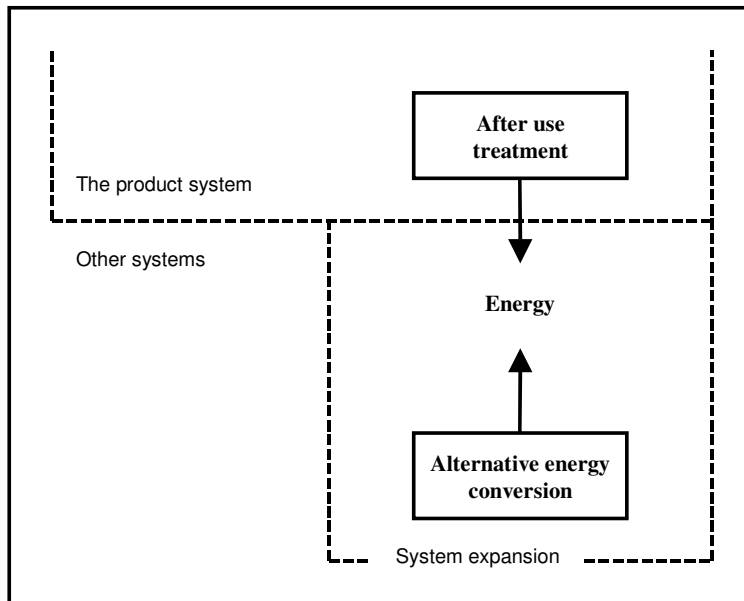 After use
treatment
The product system
Other systems
Energy
Alternative energy
conversion
System expansion